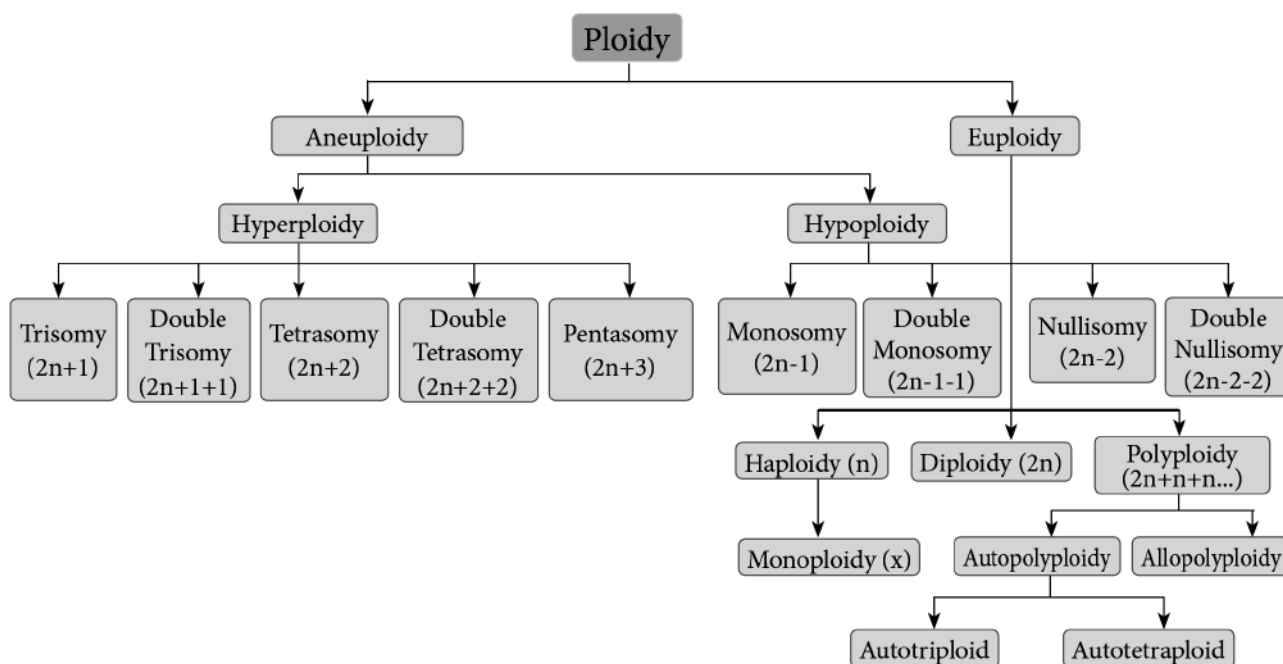 Ploidy
Aneuploidy
Euploidy
Hyperploidy
Hypoploidy
Trisomy
(2n+1)
Double
Trisomy
(2n+1+1)
Tetrasomy
(2n+2)
Double
Tetrasomy
(2n+2+2)
Pentasomy
(2n+3)
Monosomy
(2n-1)
Double
Monosomy
(2n-1-1)
Nullisomy
(2n-2)
Double
Nullisomy
(2n-2-2)
Haploidy (n)
Diploidy (2n)
Polyploidy
(2n+n+n...)
Monoploidy (x)
Autopolyploidy
Allopolyploidy
Autotriploid
Autotetraploid